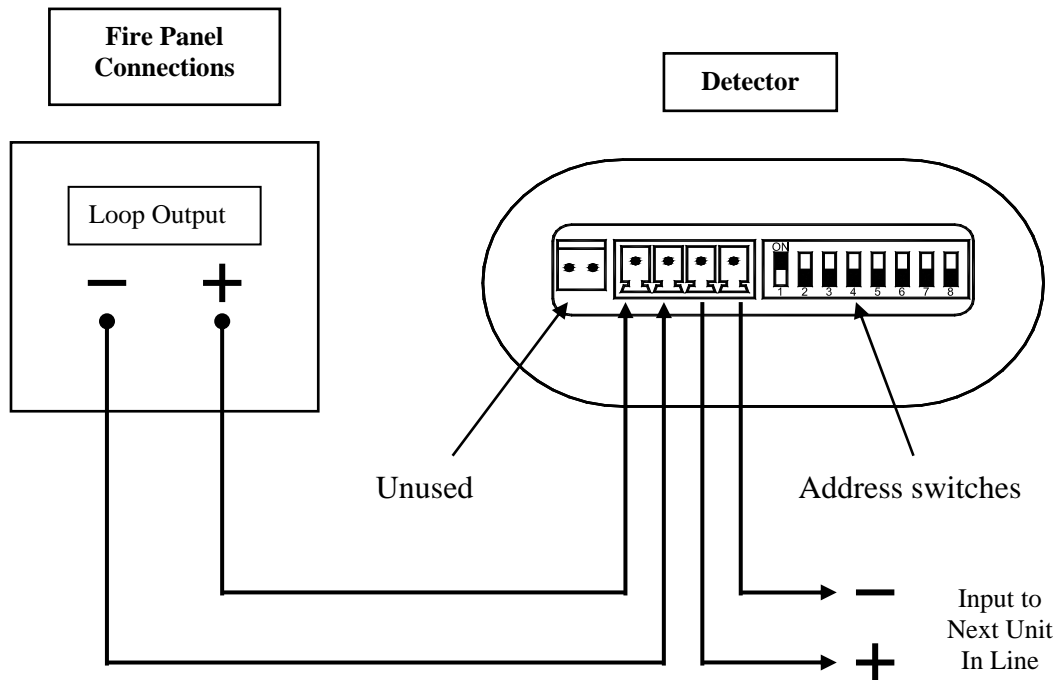 Fire Panel
Connections
Detector
Loop Output
− +
ON
1 2 3 4 5 6 7 8
Unused
Address switches
−
+
Input to
Next Unit
In Line